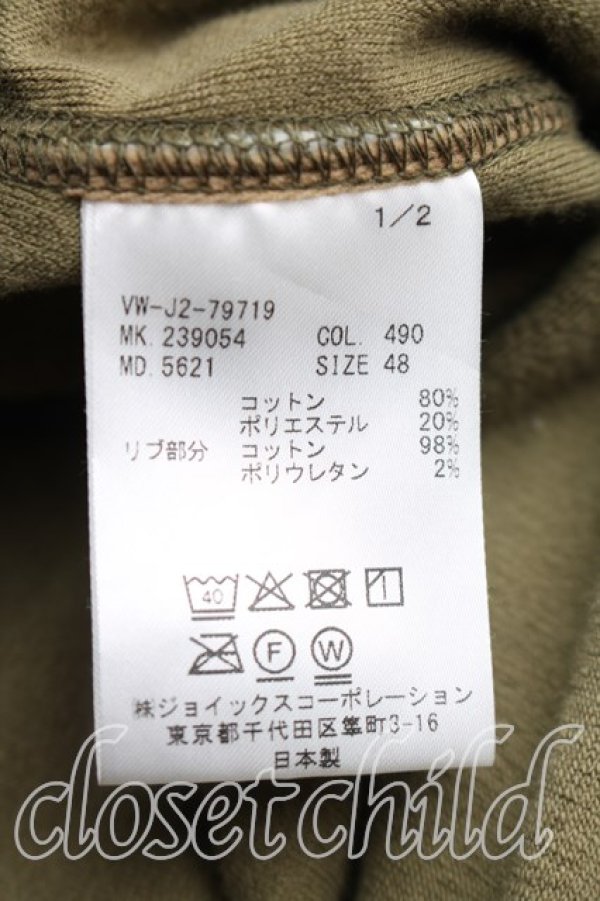 1/2
VW-J2-79719
MK. 239054 COL. 490
MD. 5621 SIZE 48
コットン 80%
ポリエステル 20%
リブ部分 コットン 98%
ポリウレタン 2%
40
F W
㈱ジョイックスコーポレーション
東京都千代田区隼町3-16
日本製
closet child